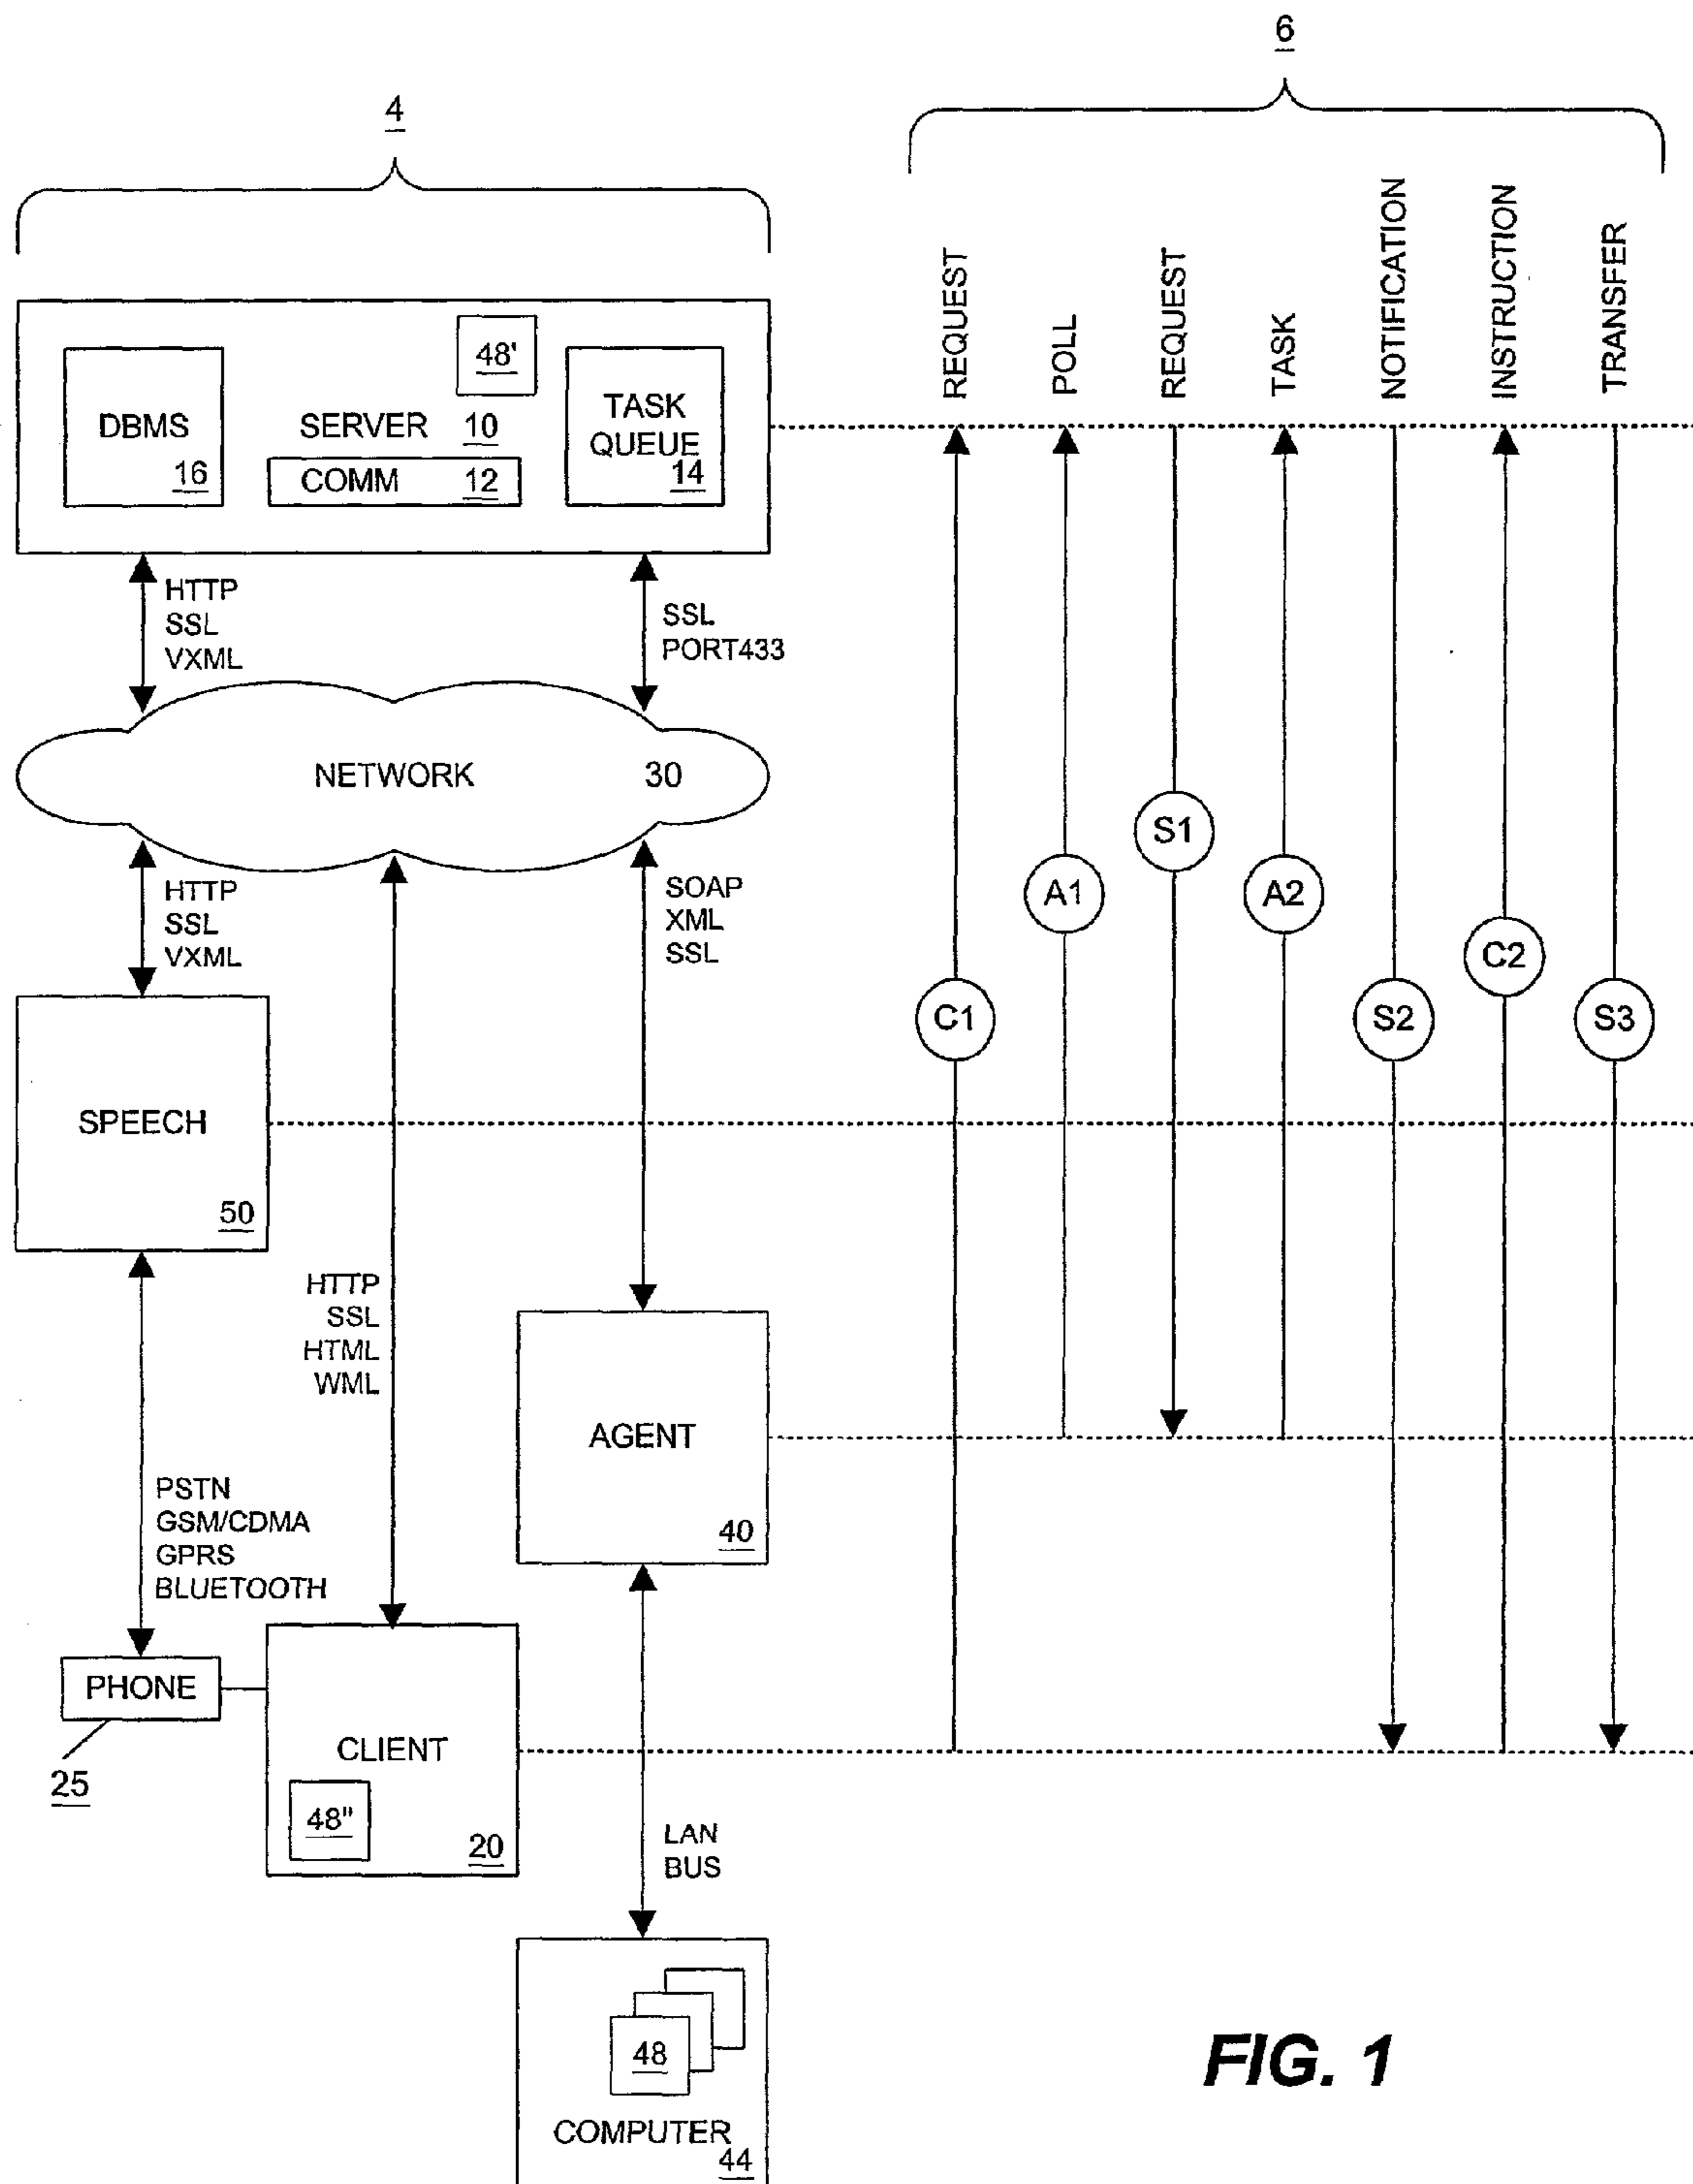 6
4
REQUEST
POLL
REQUEST
TASK
NOTIFICATION
INSTRUCTION
TRANSFER
48'
DBMS
16
SERVER 10
COMM 12
TASK
QUEUE
14
HTTP
SSL
VXML
SSL
PORT433
NETWORK 30
S1
A1
A2
C2
C1
S2
S3
HTTP
SSL
VXML
SOAP
XML
SSL
SPEECH
50
HTTP
SSL
HTML
WML
AGENT
40
PSTN
GSM/CDMA
GPRS
BLUETOOTH
PHONE
25
CLIENT
48"
20
LAN
BUS
48
COMPUTER
44
FIG. 1